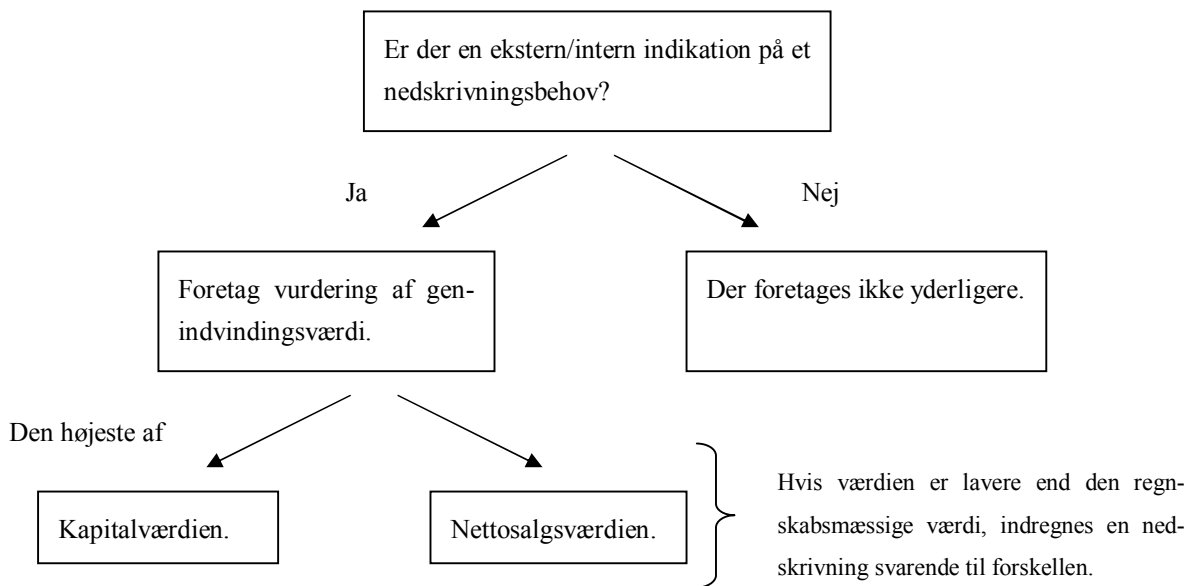 Er der en ekstern/intern indikation på et
nedskrivningsbehov?
Ja
Nej
Foretag vurdering af gen-
indvindingsværdi.
Der foretages ikke yderligere.
Den højeste af
Kapitalværdien.
Nettosalgsværdien.
Hvis værdien er lavere end den regn-
skabsmæssige værdi, indregnes en ned-
skrivning svarende til forskellen.